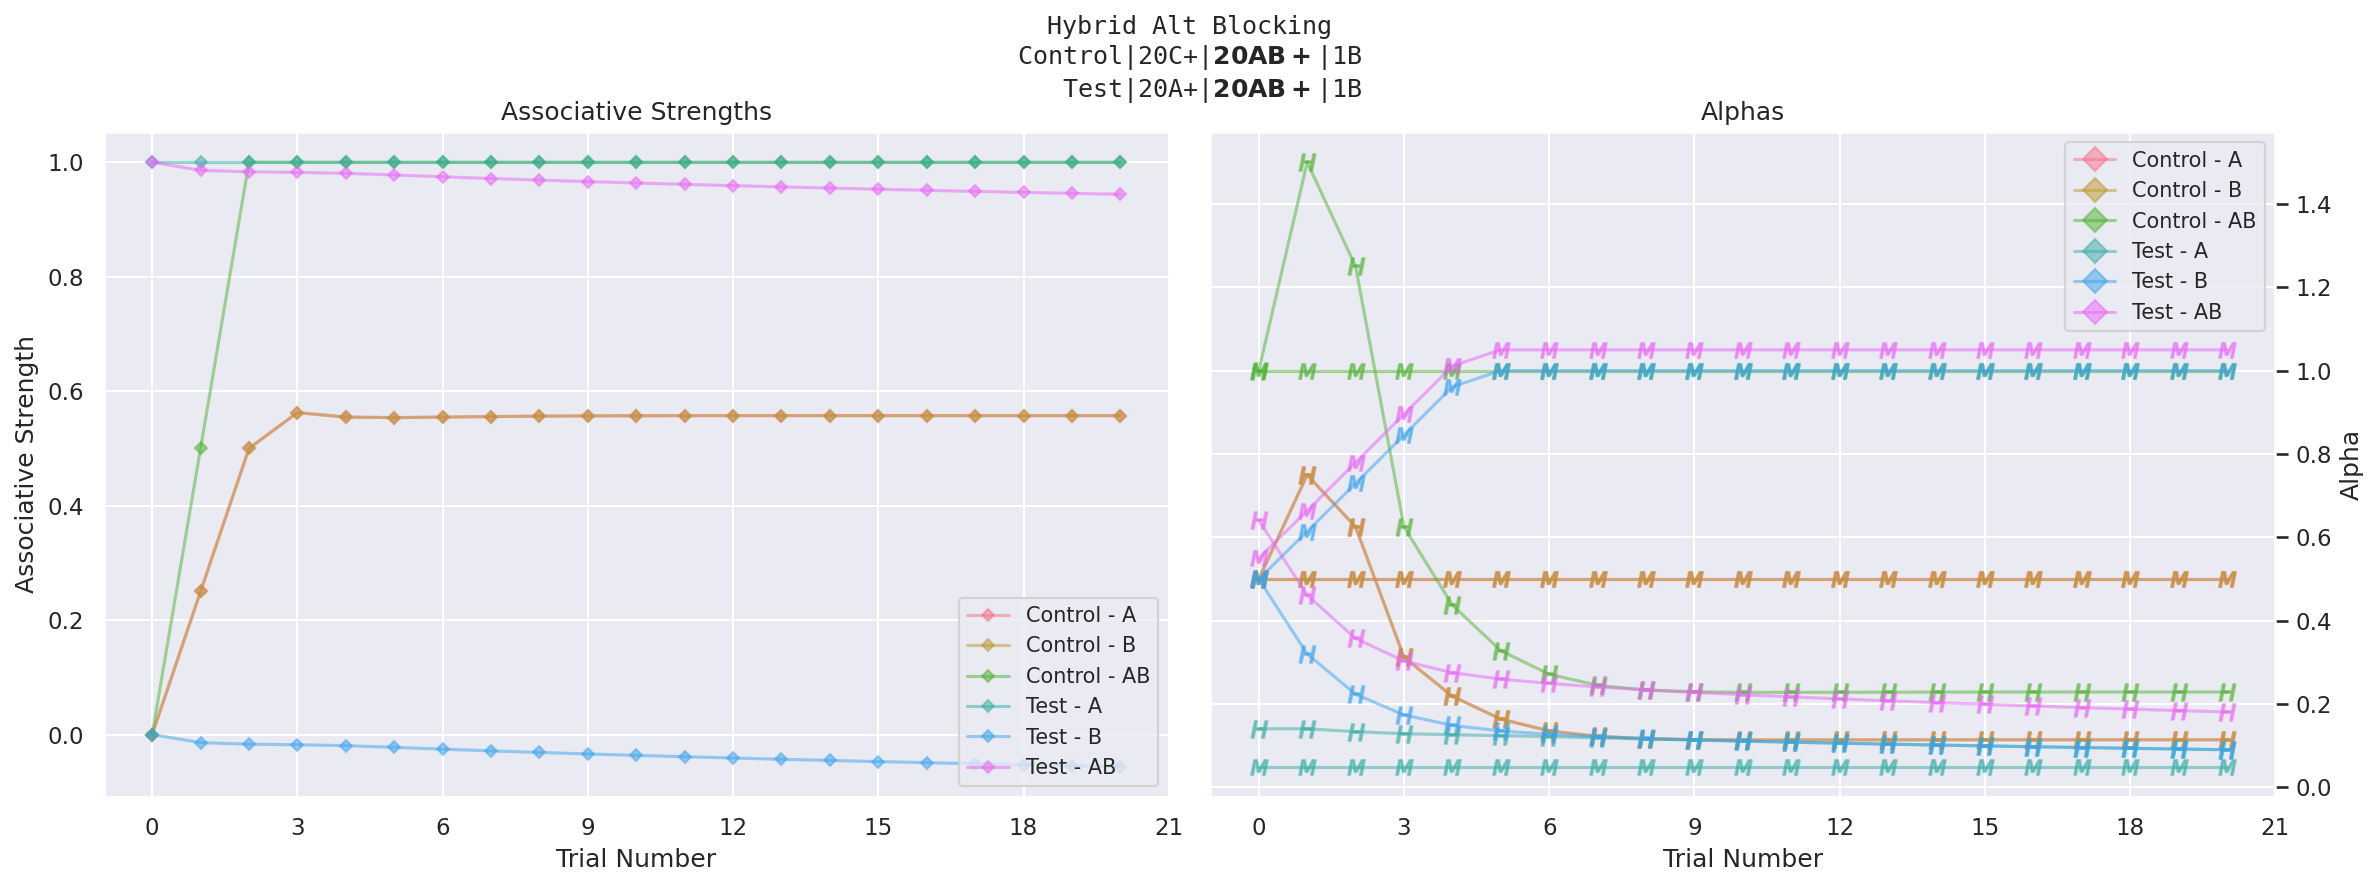 Hybrid Alt Blocking
Control|20C+|20AB+|1B
Test|20A+|20AB+|1B
Associative Strengths
Associative Strength
1.0
0.8
0.6
0.4
0.2
0.0
0 3 6 9 12 15 18 21
Trial Number
Control - A
Control - B
Control - AB
Test - A
Test - B
Test - AB
Alphas
Control - A
Control - B
Control - AB
Test - A
Test - B
Test - AB
1.4
1.2
1.0
0.8
0.6
0.4
0.2
0.0
Alpha
0 3 6 9 12 15 18 21
Trial Number